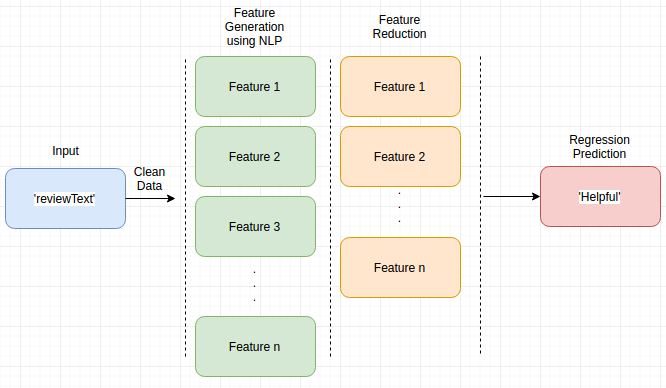 Input
'reviewText'
Clean
Data
Feature
Generation
using NLP
Feature 1
Feature 2
Feature 3
.
.
.
Feature n
Feature
Reduction
Feature 1
Feature 2
.
.
.
Feature n
Regression
Prediction
'Helpful'